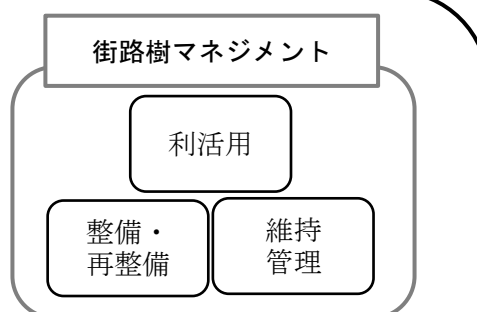 街路樹マネジメント
利活用
整備・
再整備
維持
管理